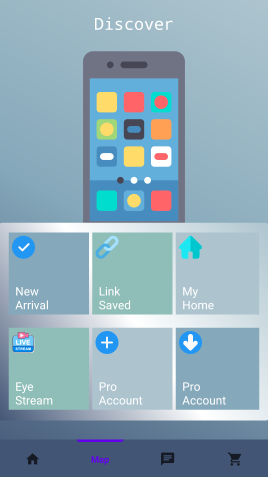 Discover
New
Arrival
Link
Saved
My
Home
LIVE
STREAM
Eye
Stream
Pro
Account
Pro
Account
Map